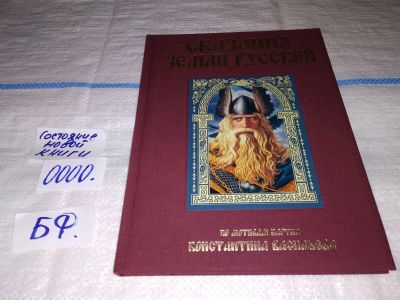 СКАЗАНИЯ
ЗЕМЛИ РУССКОЙ
ПО МОТИВАМ КАРТИН
КОНСТАНТИНА ВАСИЛЬЕВА
Состояние
новой
книги
0000.
БФ.